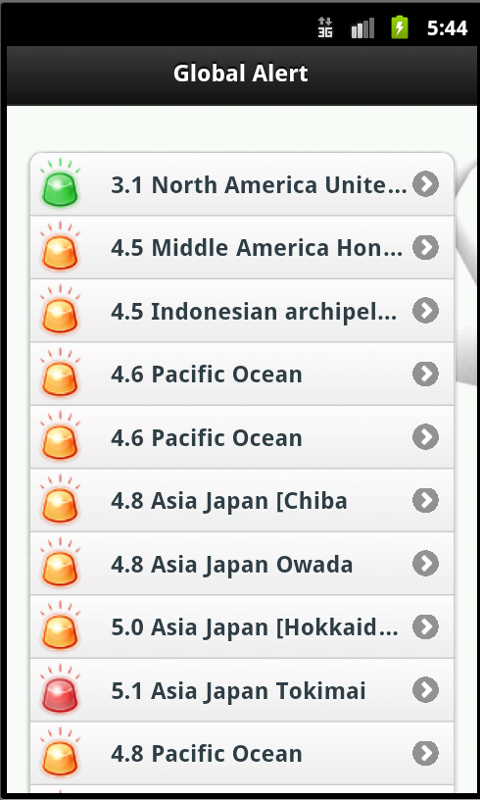 3G 5:44
Global Alert
3.1 North America Unite...
4.5 Middle America Hon...
4.5 Indonesian archipel...
4.6 Pacific Ocean
4.6 Pacific Ocean
4.8 Asia Japan [Chiba
4.8 Asia Japan Owada
5.0 Asia Japan [Hokkaid...
5.1 Asia Japan Tokimai
4.8 Pacific Ocean